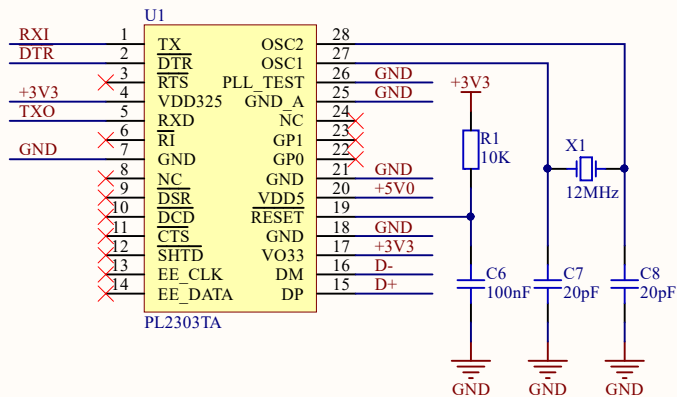 U1
RXI 1 TX OSC2 28
DTR 2 DTR OSC1 27
3 RTS PLL_TEST 26 GND
+3V3 4 VDD325 GND_A 25 GND
TXO 5 RXD NC 24
6 RI GP1 23
GND 7 GND GP0 22
8 NC GND 21 GND
9 DSR VDD5 20 +5V0
10 DCD RESET 19
11 CTS GND 18 GND
12 SHTD VO33 17 +3V3
13 EE_CLK DM 16 D-
14 EE_DATA DP 15 D+
PL2303TA
+3V3
R1
10K
X1
12MHz
C6
100nF
C7
20pF
C8
20pF
GND
GND
GND